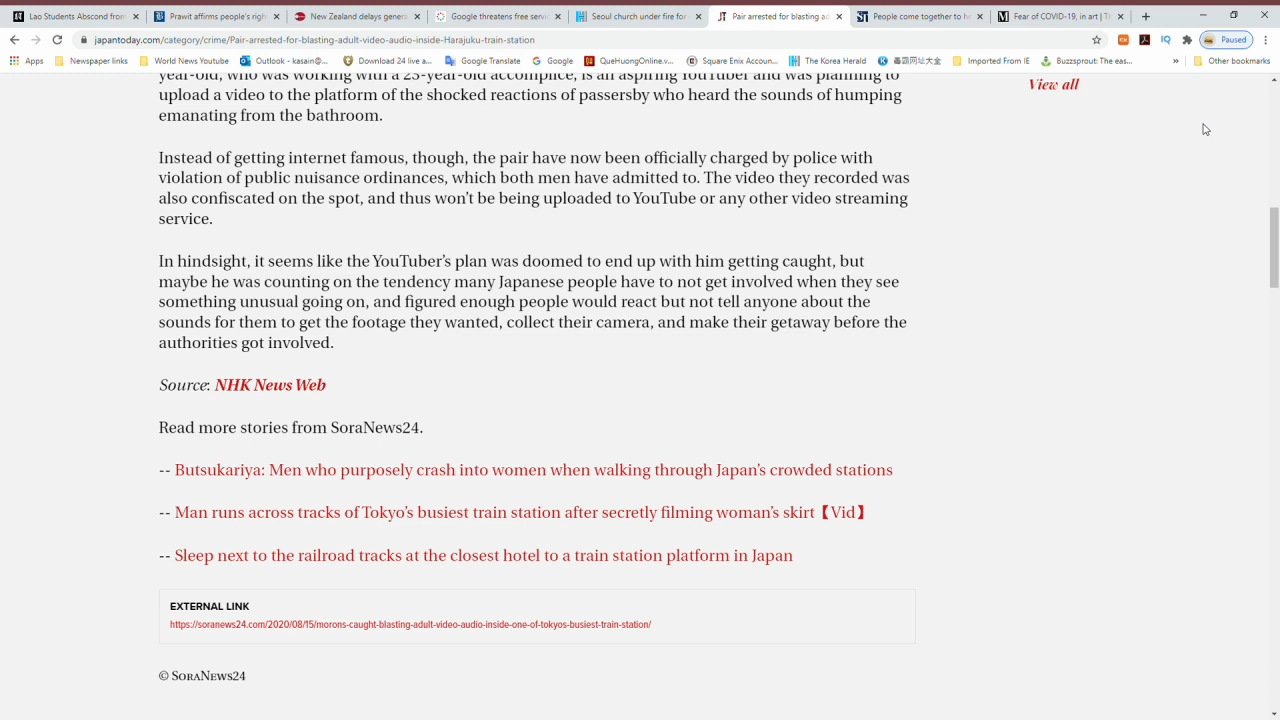 Lao Students Abscond from
Prawit affirms people's righ
New Zealand delays genera
Google threatens free servi
Seoul church under fire for
Pair arrested for blasting ad
People come together to h
Fear of COVID-19, in art | Th
japantoday.com/category/crime/Pair-arrested-for-blasting-adult-video-audio-inside-Harajuku-train-station
Paused
Apps
Newspaper links
World News Youtube
Outlook - kasain@...
Download 24 live a...
Google Translate
Google
QuêHuongOnline.v...
Square Enix Accoun...
The Korea Herald
毒霸网址大全
Imported From IE
Buzzsprout: The eas...
Other bookmarks
year-old, who was working with a 23-year-old accomplice, is an aspiring YouTuber and was planning to
upload a video to the platform of the shocked reactions of passersby who heard the sounds of humping
emanating from the bathroom.
View all
Instead of getting internet famous, though, the pair have now been officially charged by police with
violation of public nuisance ordinances, which both men have admitted to. The video they recorded was
also confiscated on the spot, and thus won't be being uploaded to YouTube or any other video streaming
service.
In hindsight, it seems like the YouTuber's plan was doomed to end up with him getting caught, but
maybe he was counting on the tendency many Japanese people have to not get involved when they see
something unusual going on, and figured enough people would react but not tell anyone about the
sounds for them to get the footage they wanted, collect their camera, and make their getaway before the
authorities got involved.
Source: NHK News Web
Read more stories from SoraNews24.
-- Butsukariya: Men who purposely crash into women when walking through Japan's crowded stations
-- Man runs across tracks of Tokyo's busiest train station after secretly filming woman's skirt【Vid】
-- Sleep next to the railroad tracks at the closest hotel to a train station platform in Japan
EXTERNAL LINK
https://soranews24.com/2020/08/15/morons-caught-blasting-adult-video-audio-inside-one-of-tokyos-busiest-train-station/
© SoraNews24